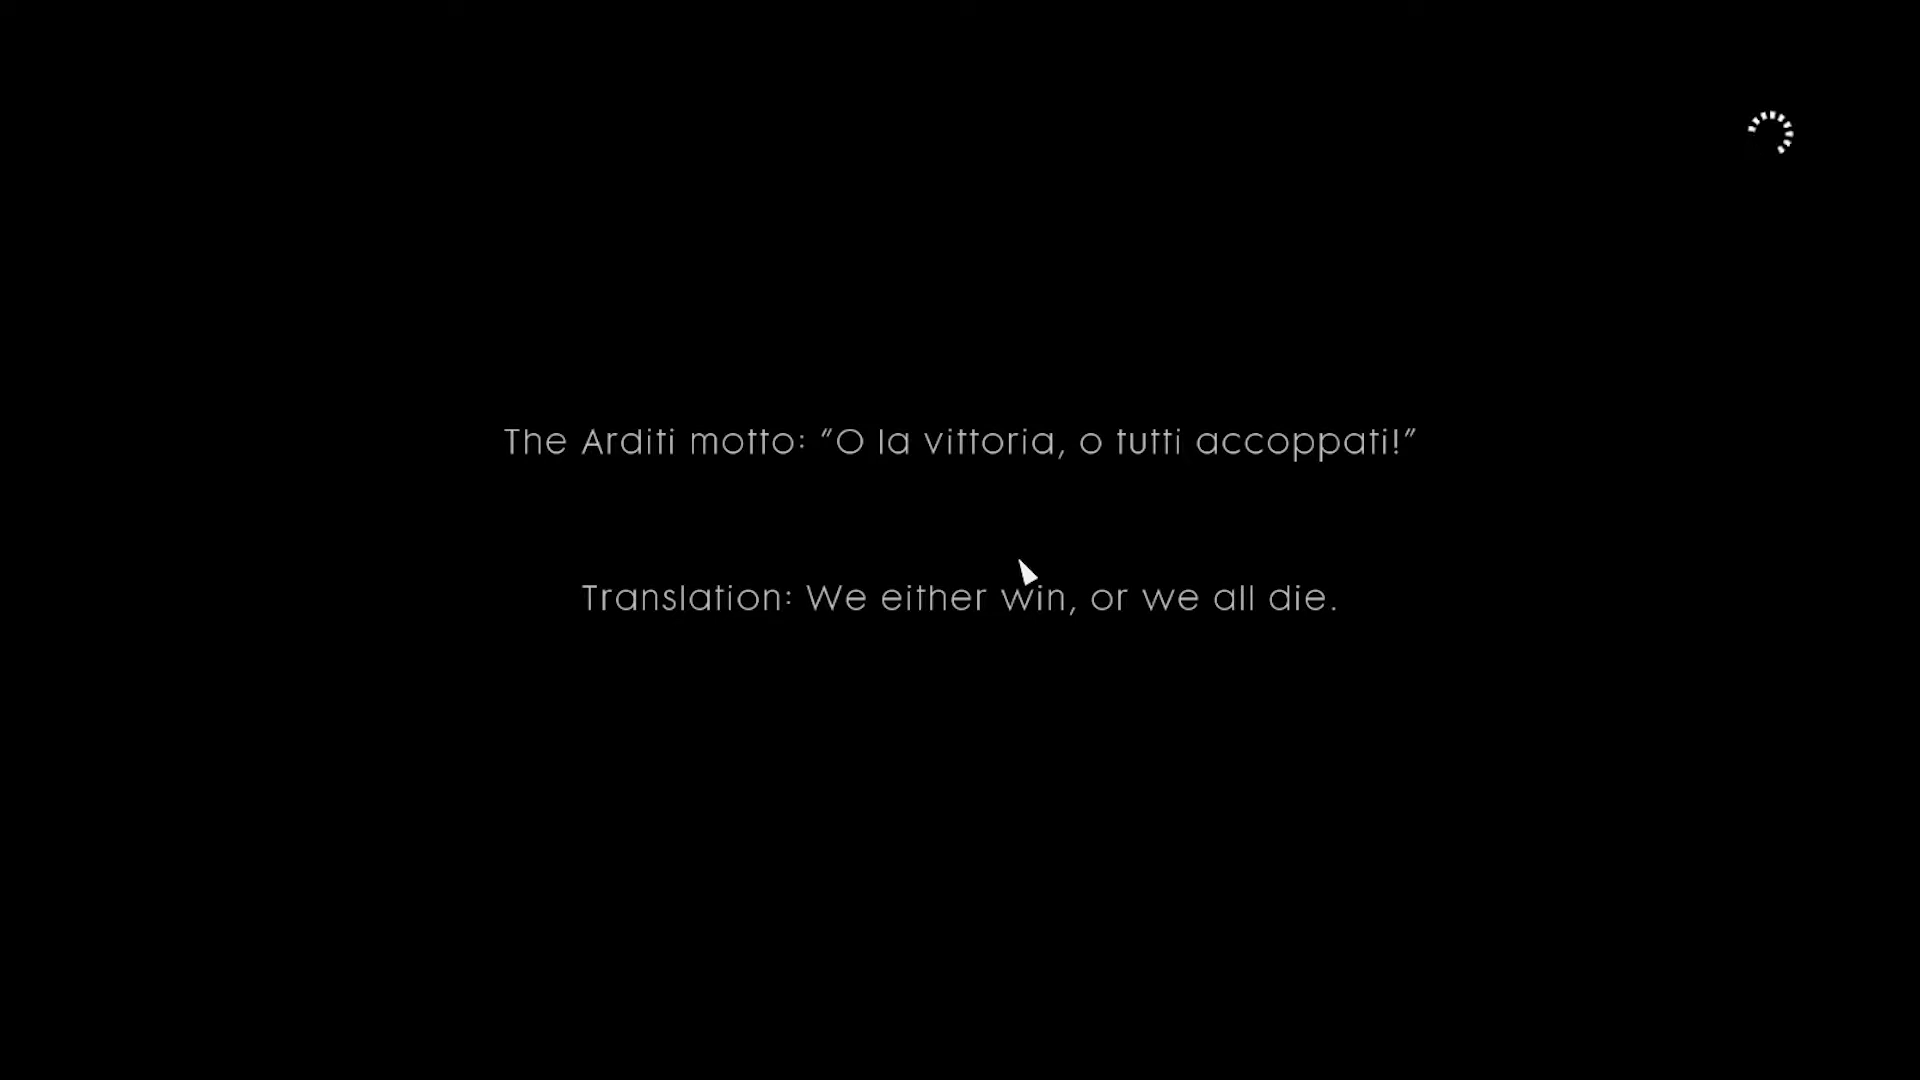 The Arditi motto: “O la vittoria, o tutti accoppati!”
Translation: We either win, or we all die.